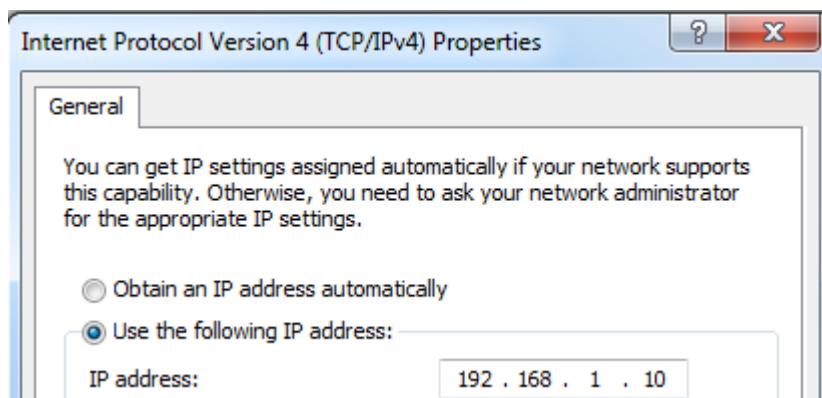 Internet Protocol Version 4 (TCP/IPv4) Properties
General
You can get IP settings assigned automatically if your network supports
this capability. Otherwise, you need to ask your network administrator
for the appropriate IP settings.
Obtain an IP address automatically
Use the following IP address:
IP address: 192 . 168 . 1 . 10